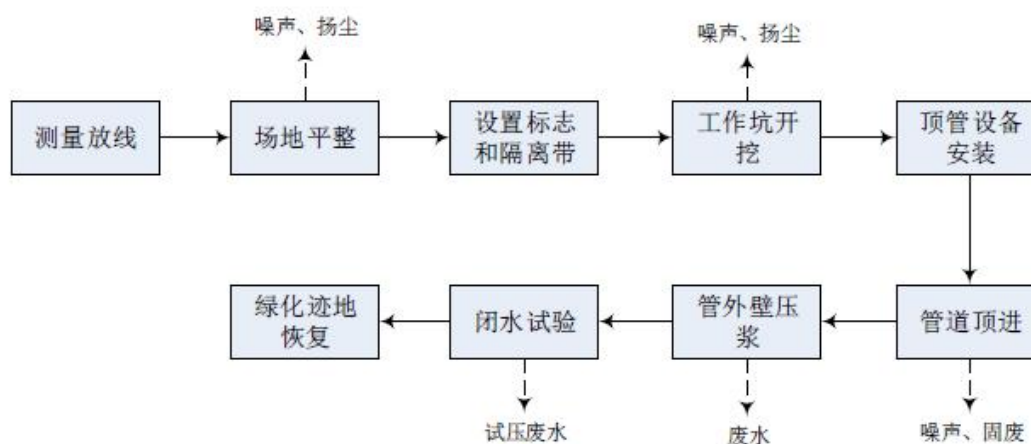 噪声、扬尘
噪声、扬尘
测量放线
场地平整
设置标志
和隔离带
工作坑开
挖
顶管设备
安装
绿化迹地
恢复
闭水试验
管外壁压
浆
管道顶进
试压废水
废水
噪声、固废